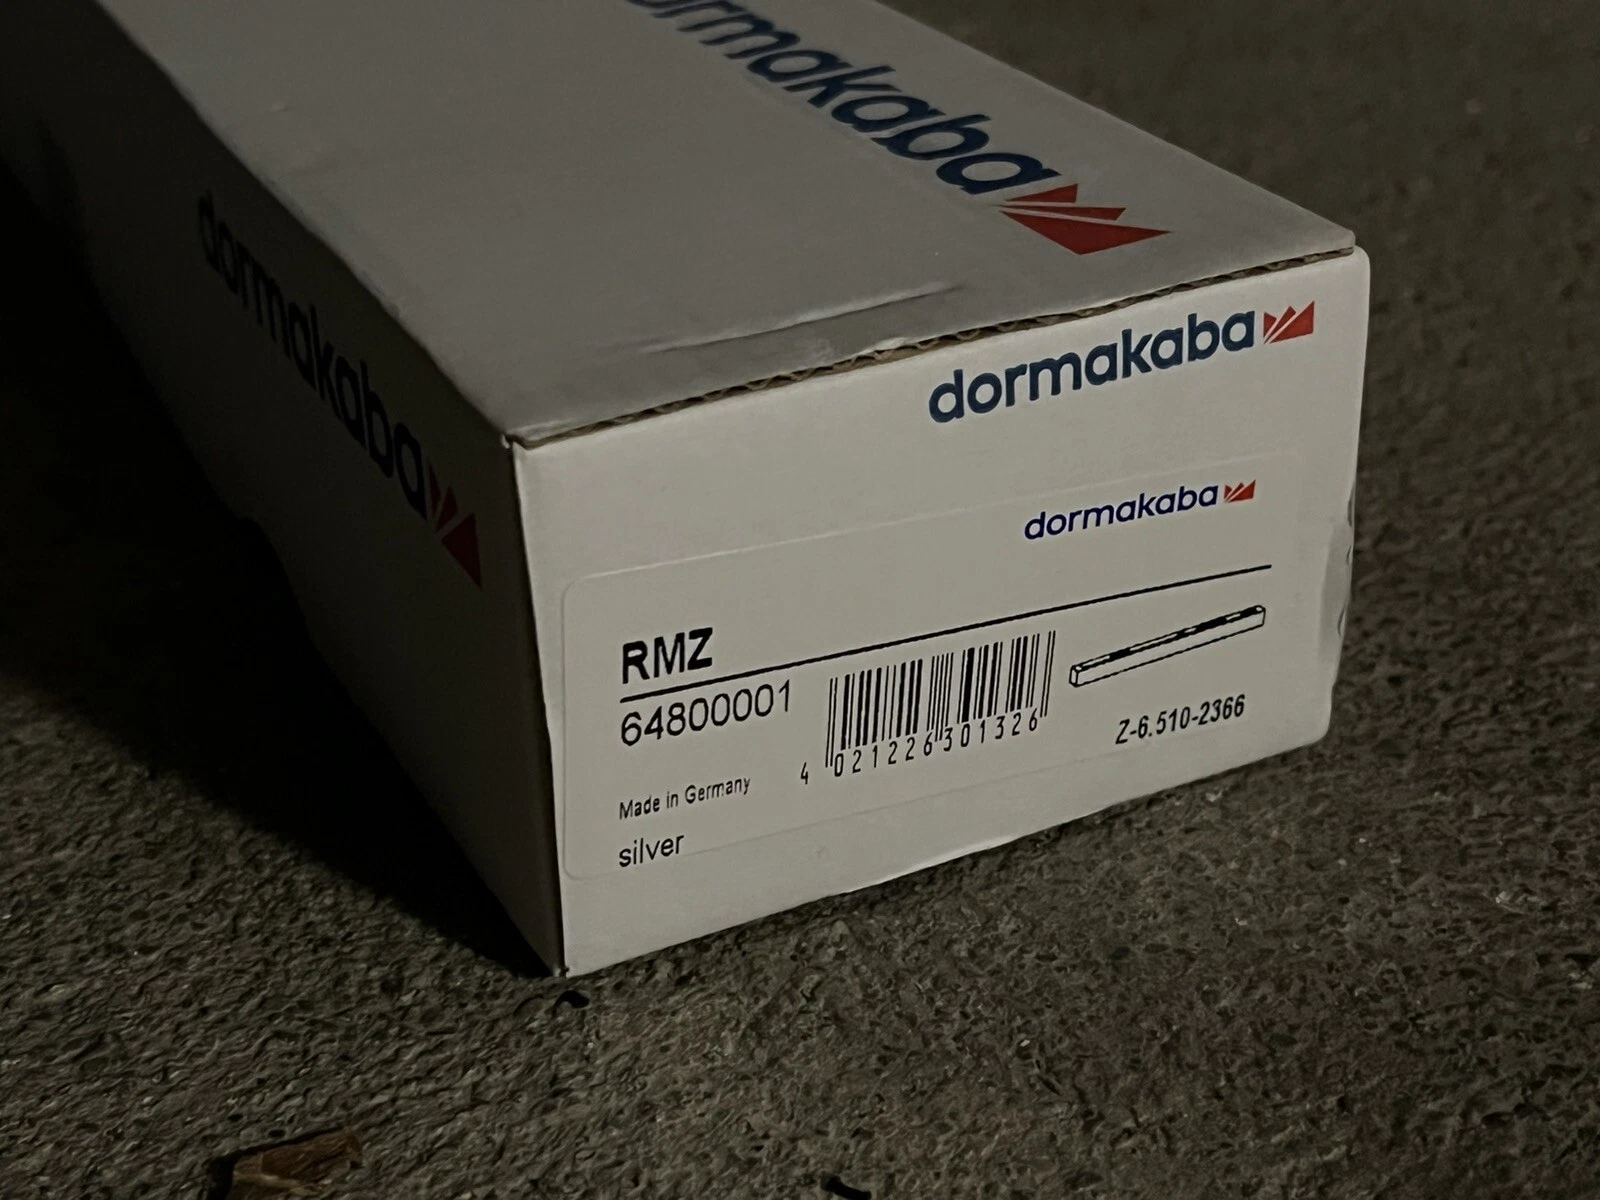 dormakaba
dormakaba
dormakaba
dormakaba
RMZ
64800001
4 021226 301326
Z-6.510-2366
Made in Germany
silver